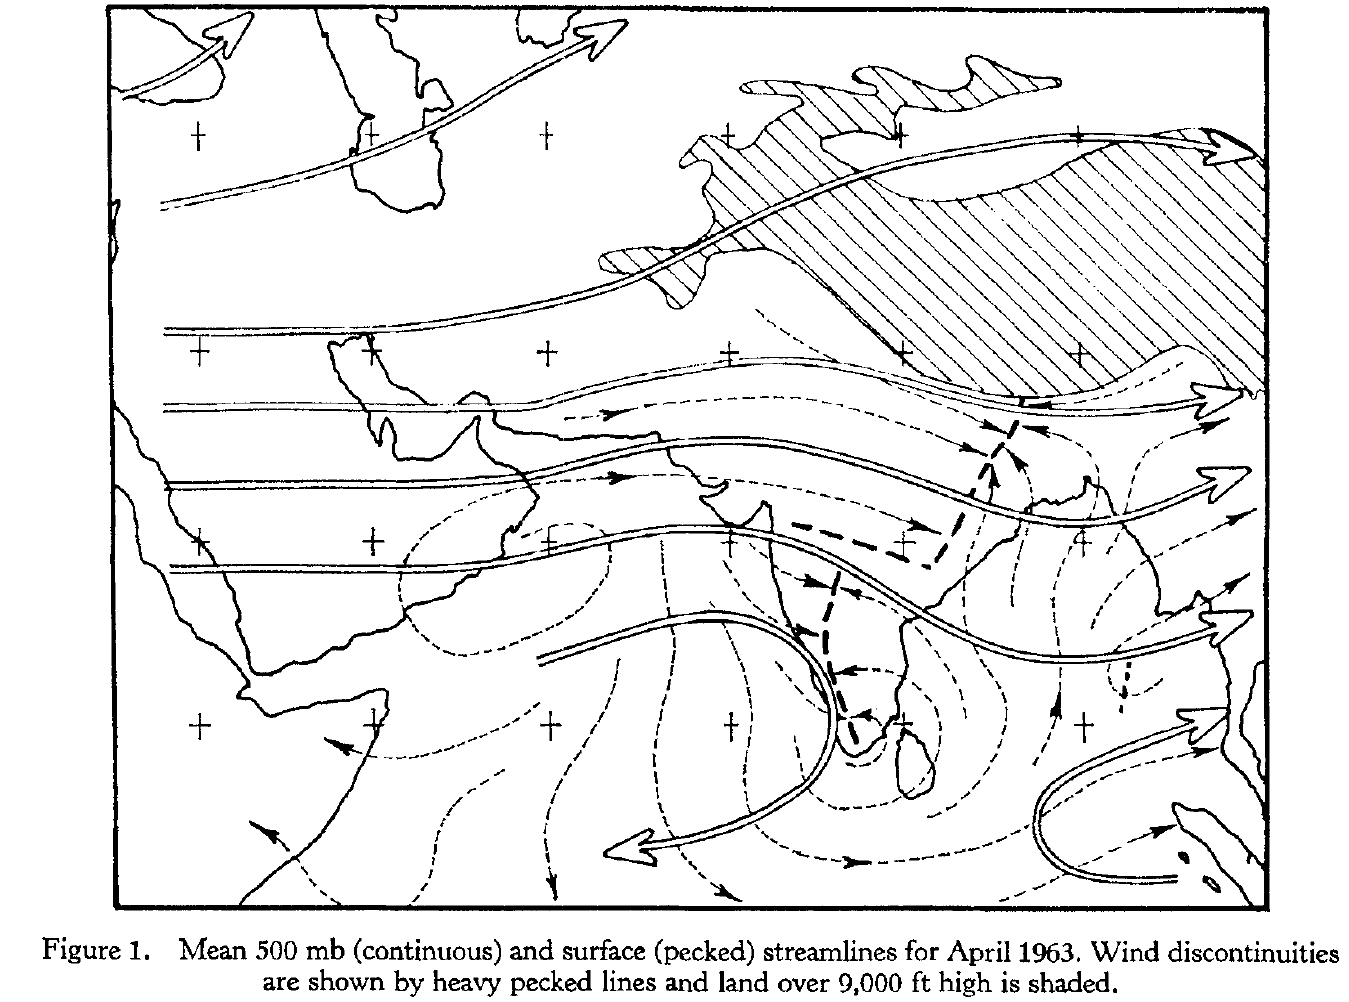 Figure 1. Mean 500 mb (continuous) and surface (pecked) streamlines for April 1963. Wind discontinuities
are shown by heavy pecked lines and land over 9,000 ft high is shaded.